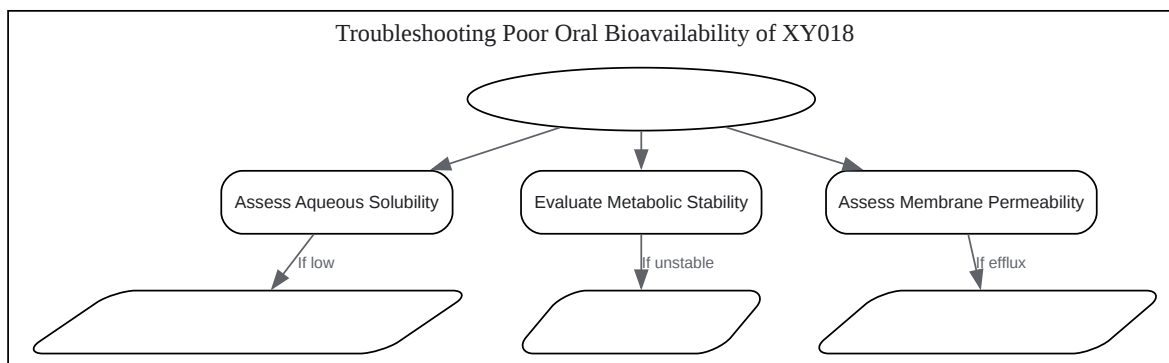 Troubleshooting Poor Oral Bioavailability of XY018
Assess Aqueous Solubility
Evaluate Metabolic Stability
Assess Membrane Permeability
If low
If unstable
If efflux